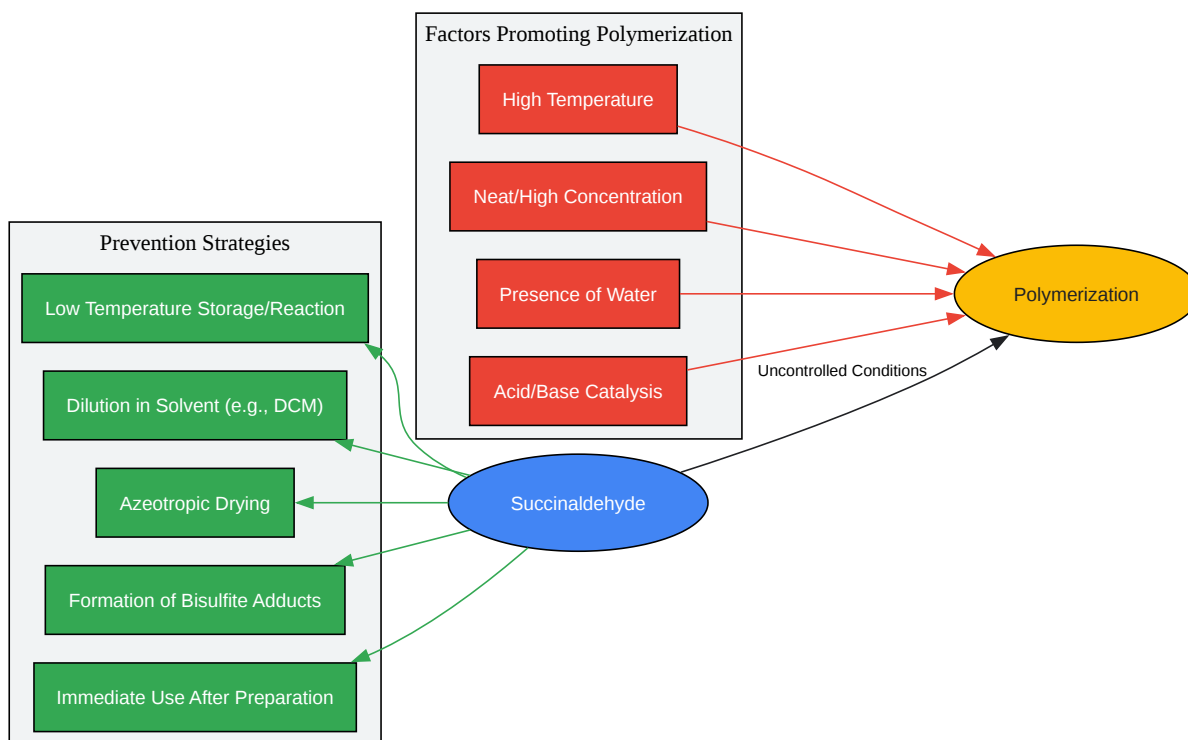 Factors Promoting Polymerization
High Temperature
Neat/High Concentration
Presence of Water
Acid/Base Catalysis
Prevention Strategies
Low Temperature Storage/Reaction
Dilution in Solvent (e.g., DCM)
Azeotropic Drying
Formation of Bisulfite Adducts
Immediate Use After Preparation
Succinaldehyde
Uncontrolled Conditions
Polymerization